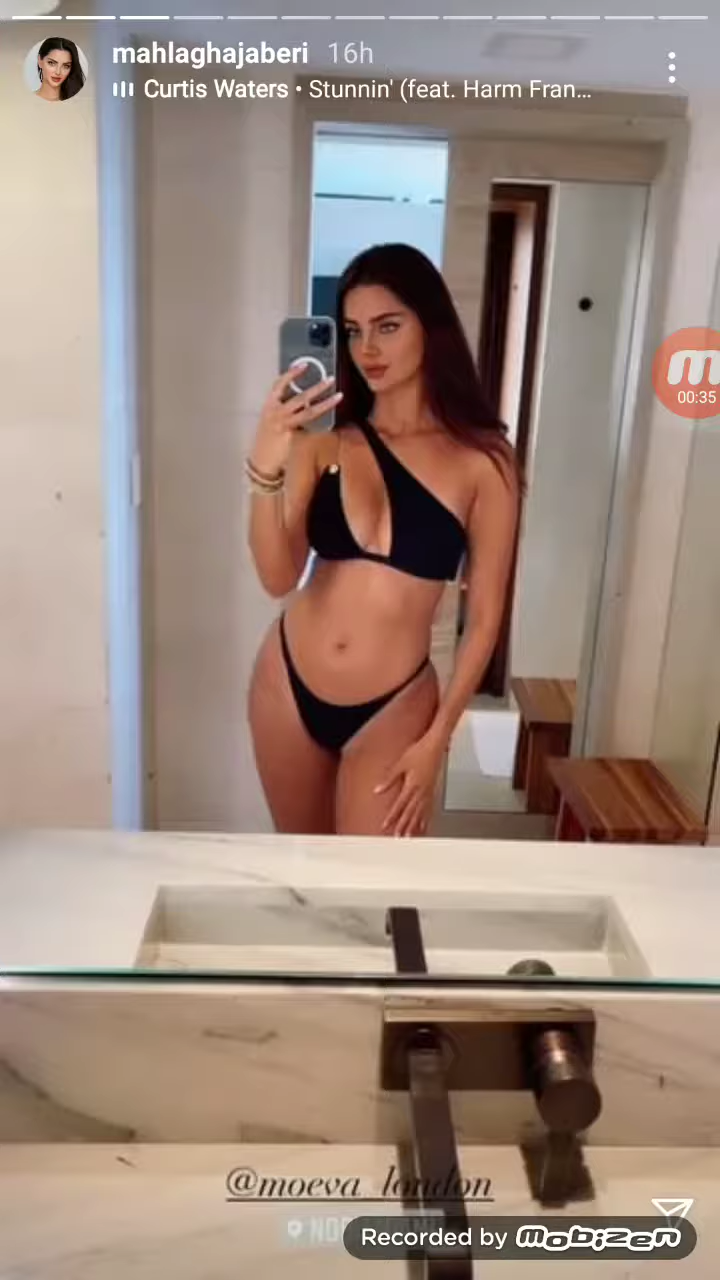 mahlaghajaberi 16h
Curtis Waters • Stunnin' (feat. Harm Fran...
m
00:35
@moeva_london
Recorded by mobizen